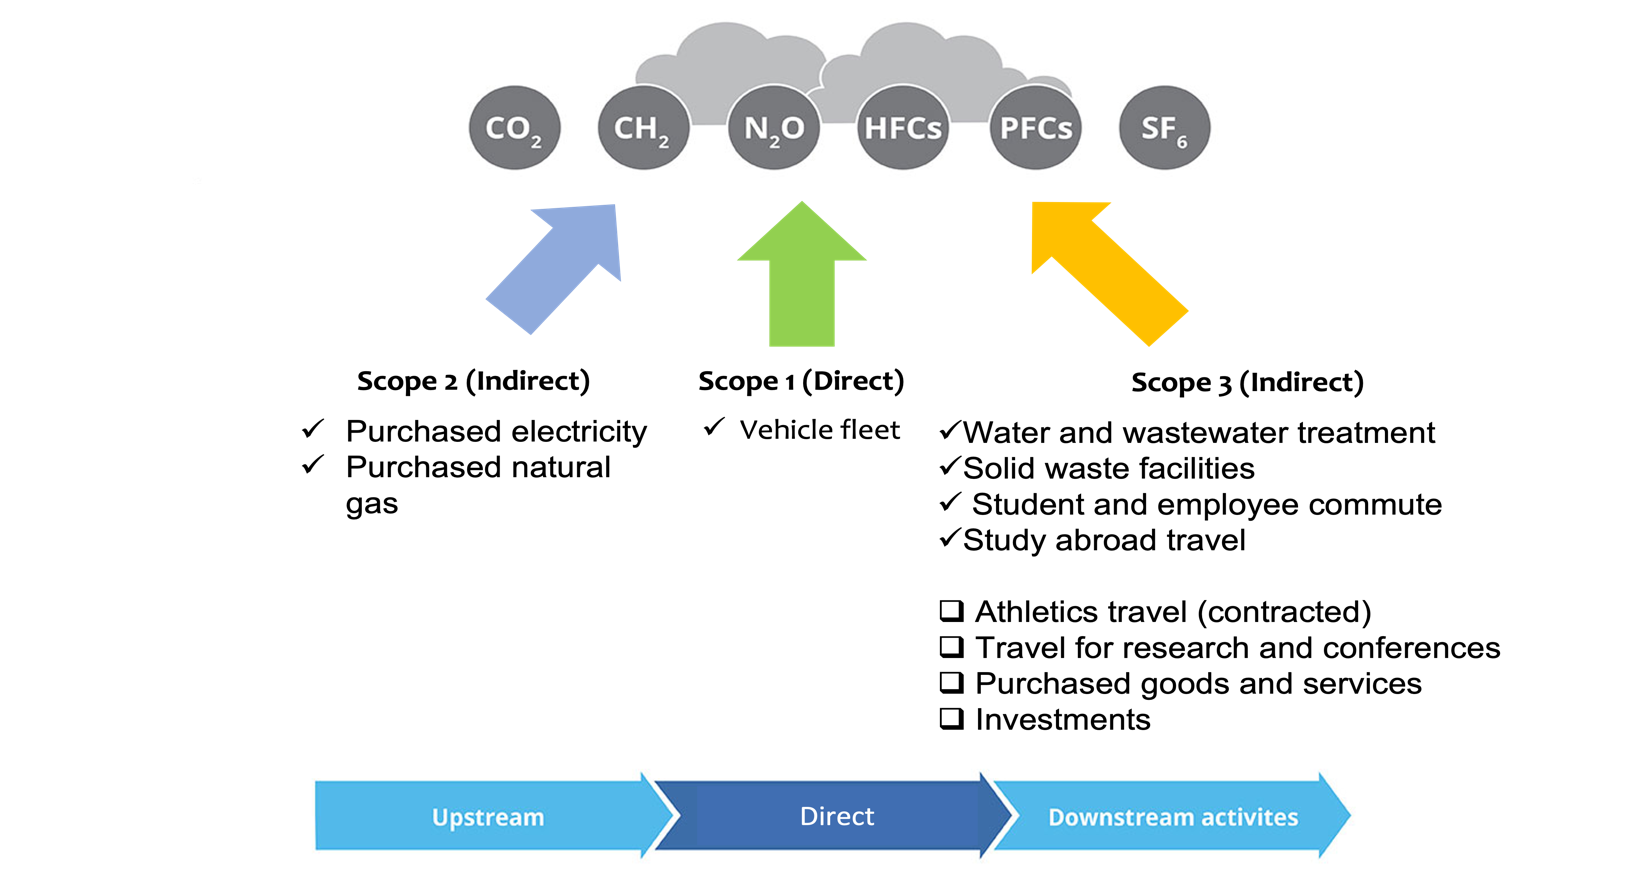 CO2
CH2
N2O
HFCs
PFCs
SF6
Scope 2 (Indirect)
✓ Purchased electricity
✓ Purchased natural
gas
Scope 1 (Direct)
✓ Vehicle fleet
Scope 3 (Indirect)
✓Water and wastewater treatment
✓Solid waste facilities
✓ Student and employee commute
✓Study abroad travel
❑ Athletics travel (contracted)
❑ Travel for research and conferences
❑ Purchased goods and services
❑ Investments
Upstream
Direct
Downstream activites